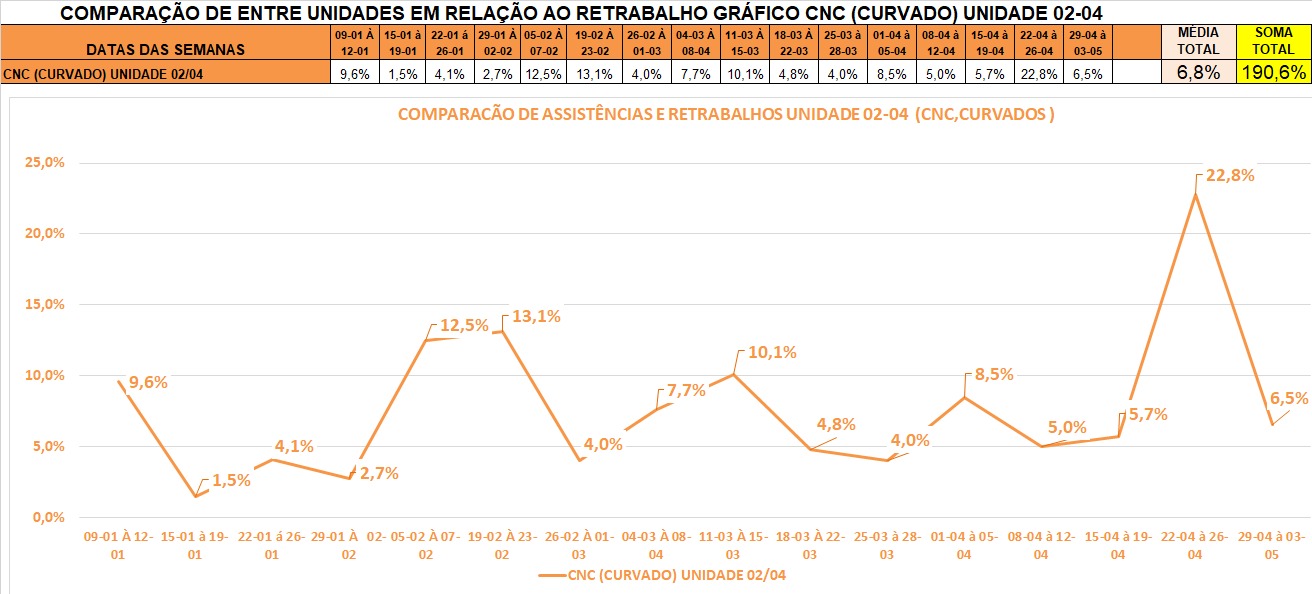 COMPARAÇÃO DE ENTRE UNIDADES EM RELAÇÃO AO RETRABALHO GRÁFICO CNC (CURVADO) UNIDADE 02-04
DATAS DAS SEMANAS 09-01 À 12-01 15-01 à 19-01 22-01 á 26-01 29-01 À 02-02 05-02 À 07-02 19-02 À 23-02 26-02 À 01-03 04-03 À 08-04 11-03 À 15-03 18-03 À 22-03 25-03 à 28-03 01-04 à 05-04 08-04 à 12-04 15-04 à 19-04 22-04 à 26-04 29-04 à 03-05 MÉDIA TOTAL SOMA TOTAL
CNC (CURVADO) UNIDADE 02/04 9,6% 1,5% 4,1% 2,7% 12,5% 13,1% 4,0% 7,7% 10,1% 4,8% 4,0% 8,5% 5,0% 5,7% 22,8% 6,5% 6,8% 190,6%
COMPARACÃO DE ASSISTÊNCIAS E RETRABALHOS UNIDADE 02-04 (CNC,CURVADOS )
25,0%
22,8%
20,0%
15,0%
12,5% 13,1%
10,0%
9,6% 7,7% 10,1% 8,5% 6,5%
5,0%
1,5% 4,1% 2,7% 4,0% 4,8% 4,0% 5,0% 5,7%
0,0%
09-01 À 12- 15-01 à 19- 22-01 á 26- 29-01 À 02- 05-02 À 07- 19-02 À 23- 26-02 À 01- 04-03 À 08- 11-03 À 15- 18-03 À 22- 25-03 à 28- 01-04 à 05- 08-04 à 12- 15-04 à 19- 22-04 à 26- 29-04 à 03-
01 01 01 02 02 02 03 04 03 03 03 04 04 04 04 05
CNC (CURVADO) UNIDADE 02/04